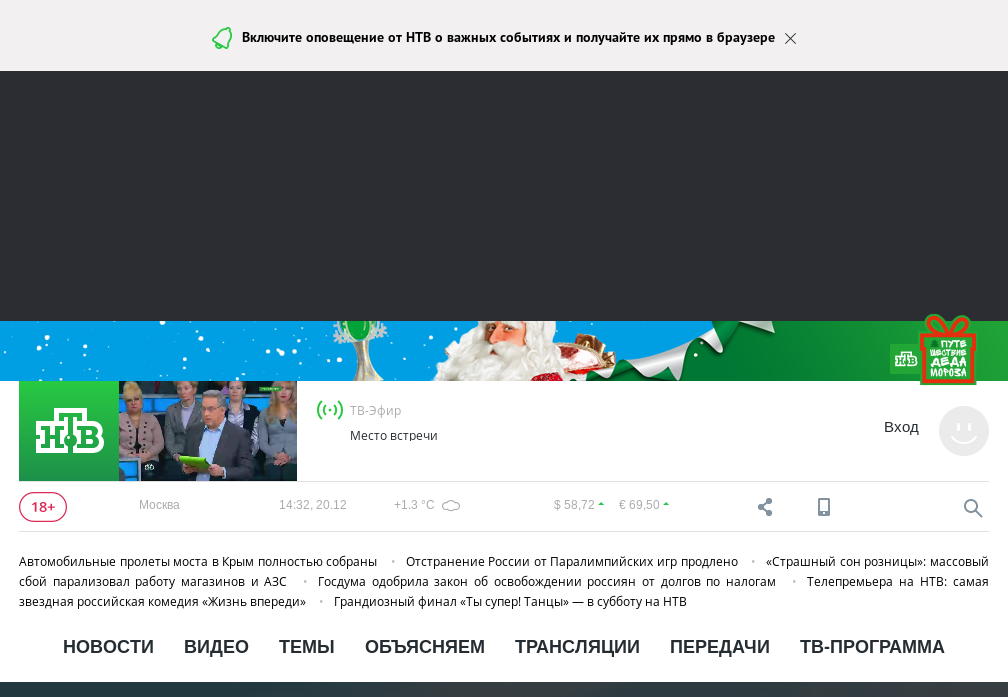 Включите оповещение от НТВ о важных событиях и получайте их прямо в браузере
НТВ
ПУТЕ
ШЕСТВИЕ
ДЕДА
МОРОЗА
НТВ
ТВ-Эфир
Место встречи
Вход
18+
Москва
14:32, 20.12
+1.3 °C
$ 58,72
€ 69,50
Автомобильные пролеты моста в Крым полностью собраны • Отстранение России от Паралимпийских игр продлено • «Страшный сон розницы»: массовый
сбой парализовал работу магазинов и АЗС • Госдума одобрила закон об освобождении россиян от долгов по налогам • Телепремьера на НТВ: самая
звездная российская комедия «Жизнь впереди» • Грандиозный финал «Ты супер! Танцы» — в субботу на НТВ
НОВОСТИ ВИДЕО ТЕМЫ ОБЪЯСНЯЕМ ТРАНСЛЯЦИИ ПЕРЕДАЧИ ТВ-ПРОГРАММА